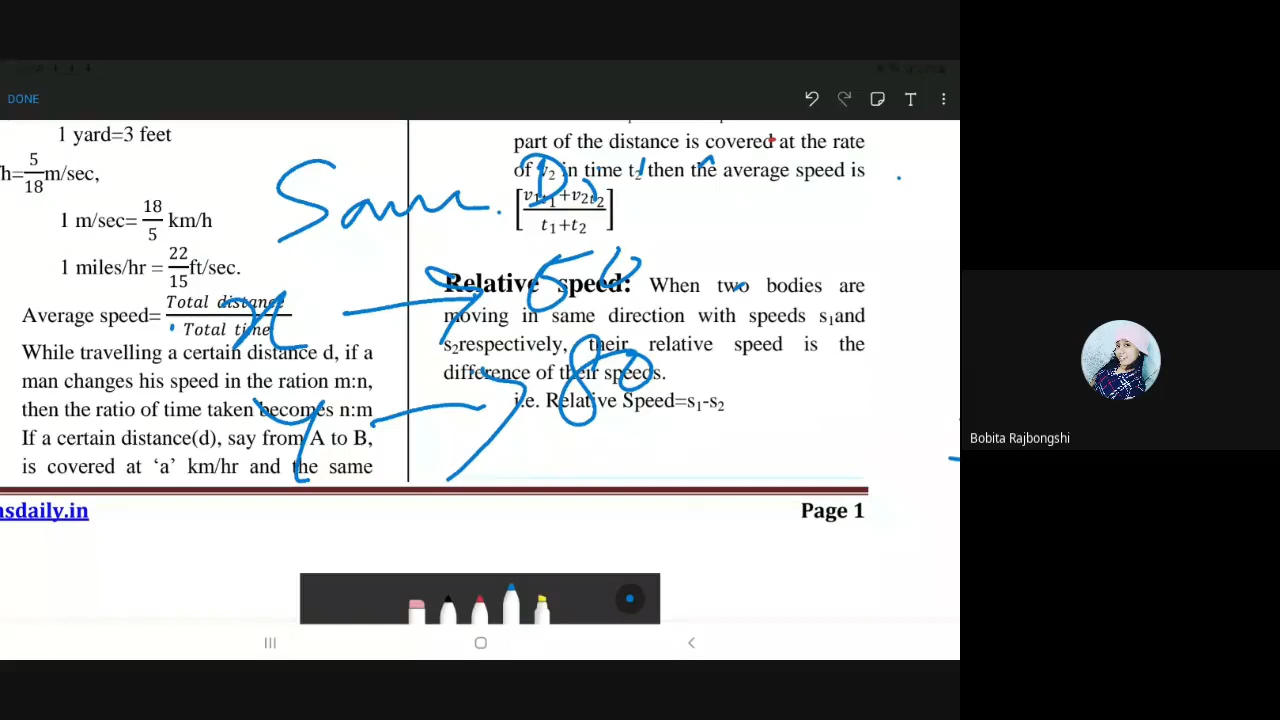 DONE
T
1 yard=3 feet
h=5/18 m/sec,
1 m/sec= 18/5 km/h
1 miles/hr = 22/15 ft/sec.
Average speed= Total distance/Total time
While travelling a certain distance d, if a
man changes his speed in the ration m:n,
then the ratio of time taken becomes n:m
If a certain distance(d), say from A to B,
is covered at ‘a’ km/hr and the same
part of the distance is covered at the rate
of v₂ in time t₂ then the average speed is
[v₁t₁+v₂t₂/t₁+t₂]
Relative speed: When two bodies are
moving in same direction with speeds s₁and
s₂respectively, their relative speed is the
difference of their speeds.
i.e. Relative Speed=s₁-s₂
Same D.
x → 50
y → 80
nsdaily.in
Page 1
Bobita Rajbongshi